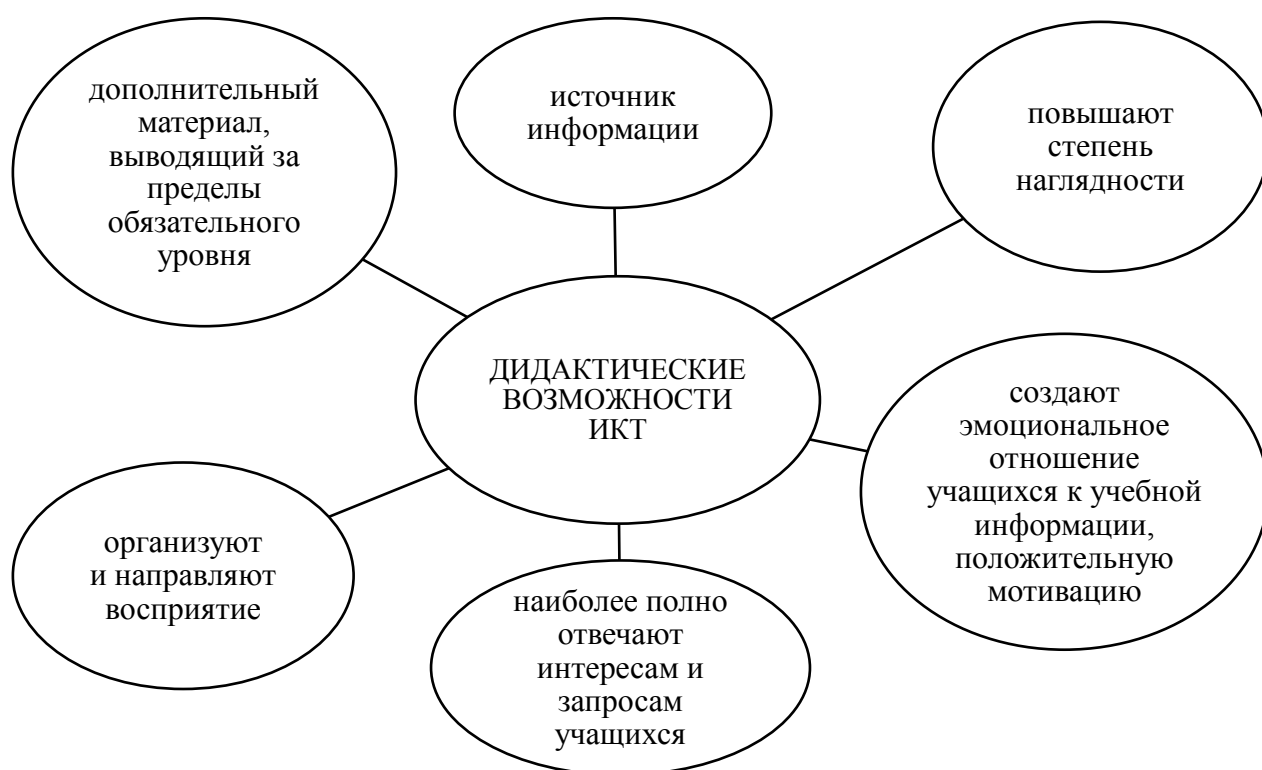 дополнительный
материал,
выводящий за
пределы
обязательного
уровня
источник
информации
повышают
степень
наглядности
ДИДАКТИЧЕСКИЕ
ВОЗМОЖНОСТИ
ИКТ
создают
эмоциональное
отношение
учащихся к учебной
информации,
положительную
мотивацию
организуют
и направляют
восприятие
наиболее полно
отвечают
интересам и
запросам
учащихся